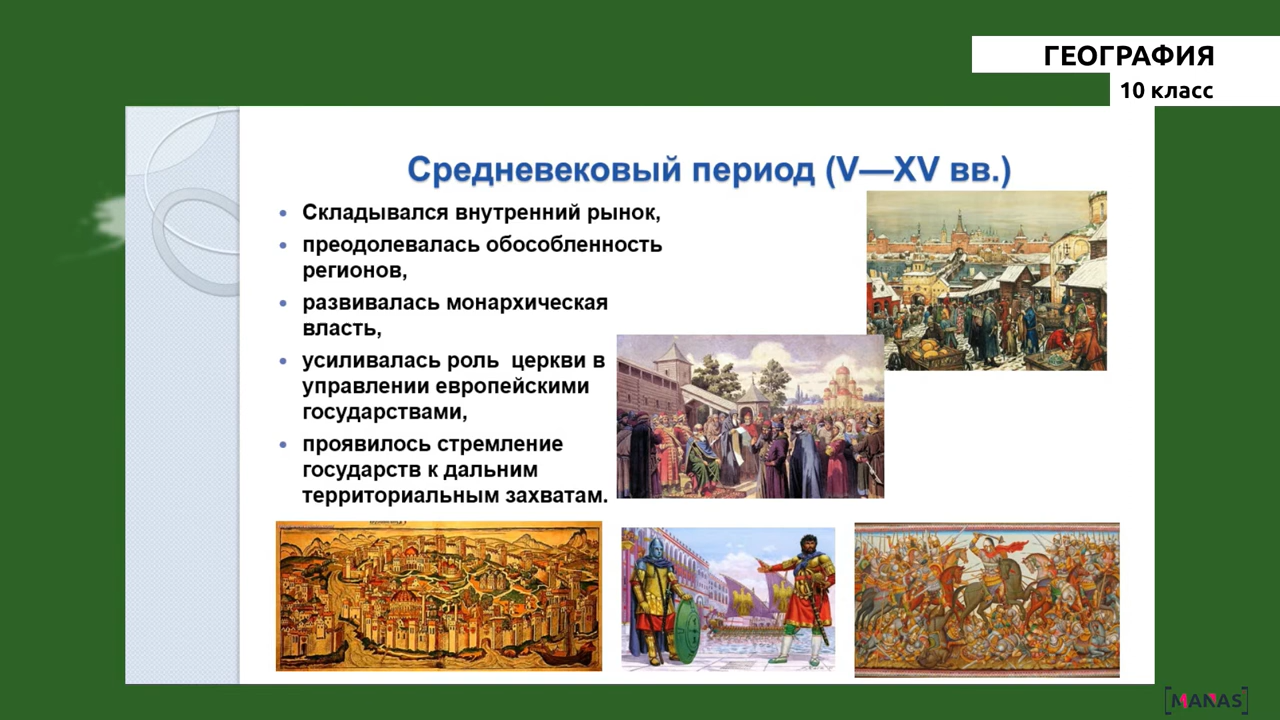 ГЕОГРАФИЯ
10 класс
Средневековый период (V—XV вв.)
• Складывался внутренний рынок,
• преодолевалась обособленность
регионов,
• развивалась монархическая
власть,
• усиливалась роль церкви в
управлении европейскими
государствами,
• проявилось стремление
государств к дальним
территориальным захватам.
[MANAS]